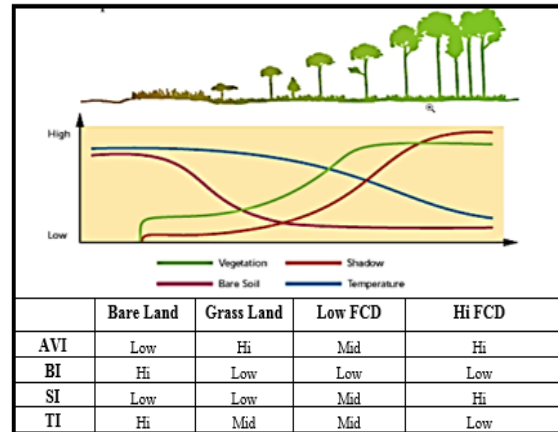 High
Low
Vegetation Shadow
Bare Soil Temperature
Bare Land Grass Land Low FCD Hi FCD
AVI Low Hi Mid Hi
BI Hi Low Low Low
SI Low Low Mid Hi
TI Hi Mid Mid Low